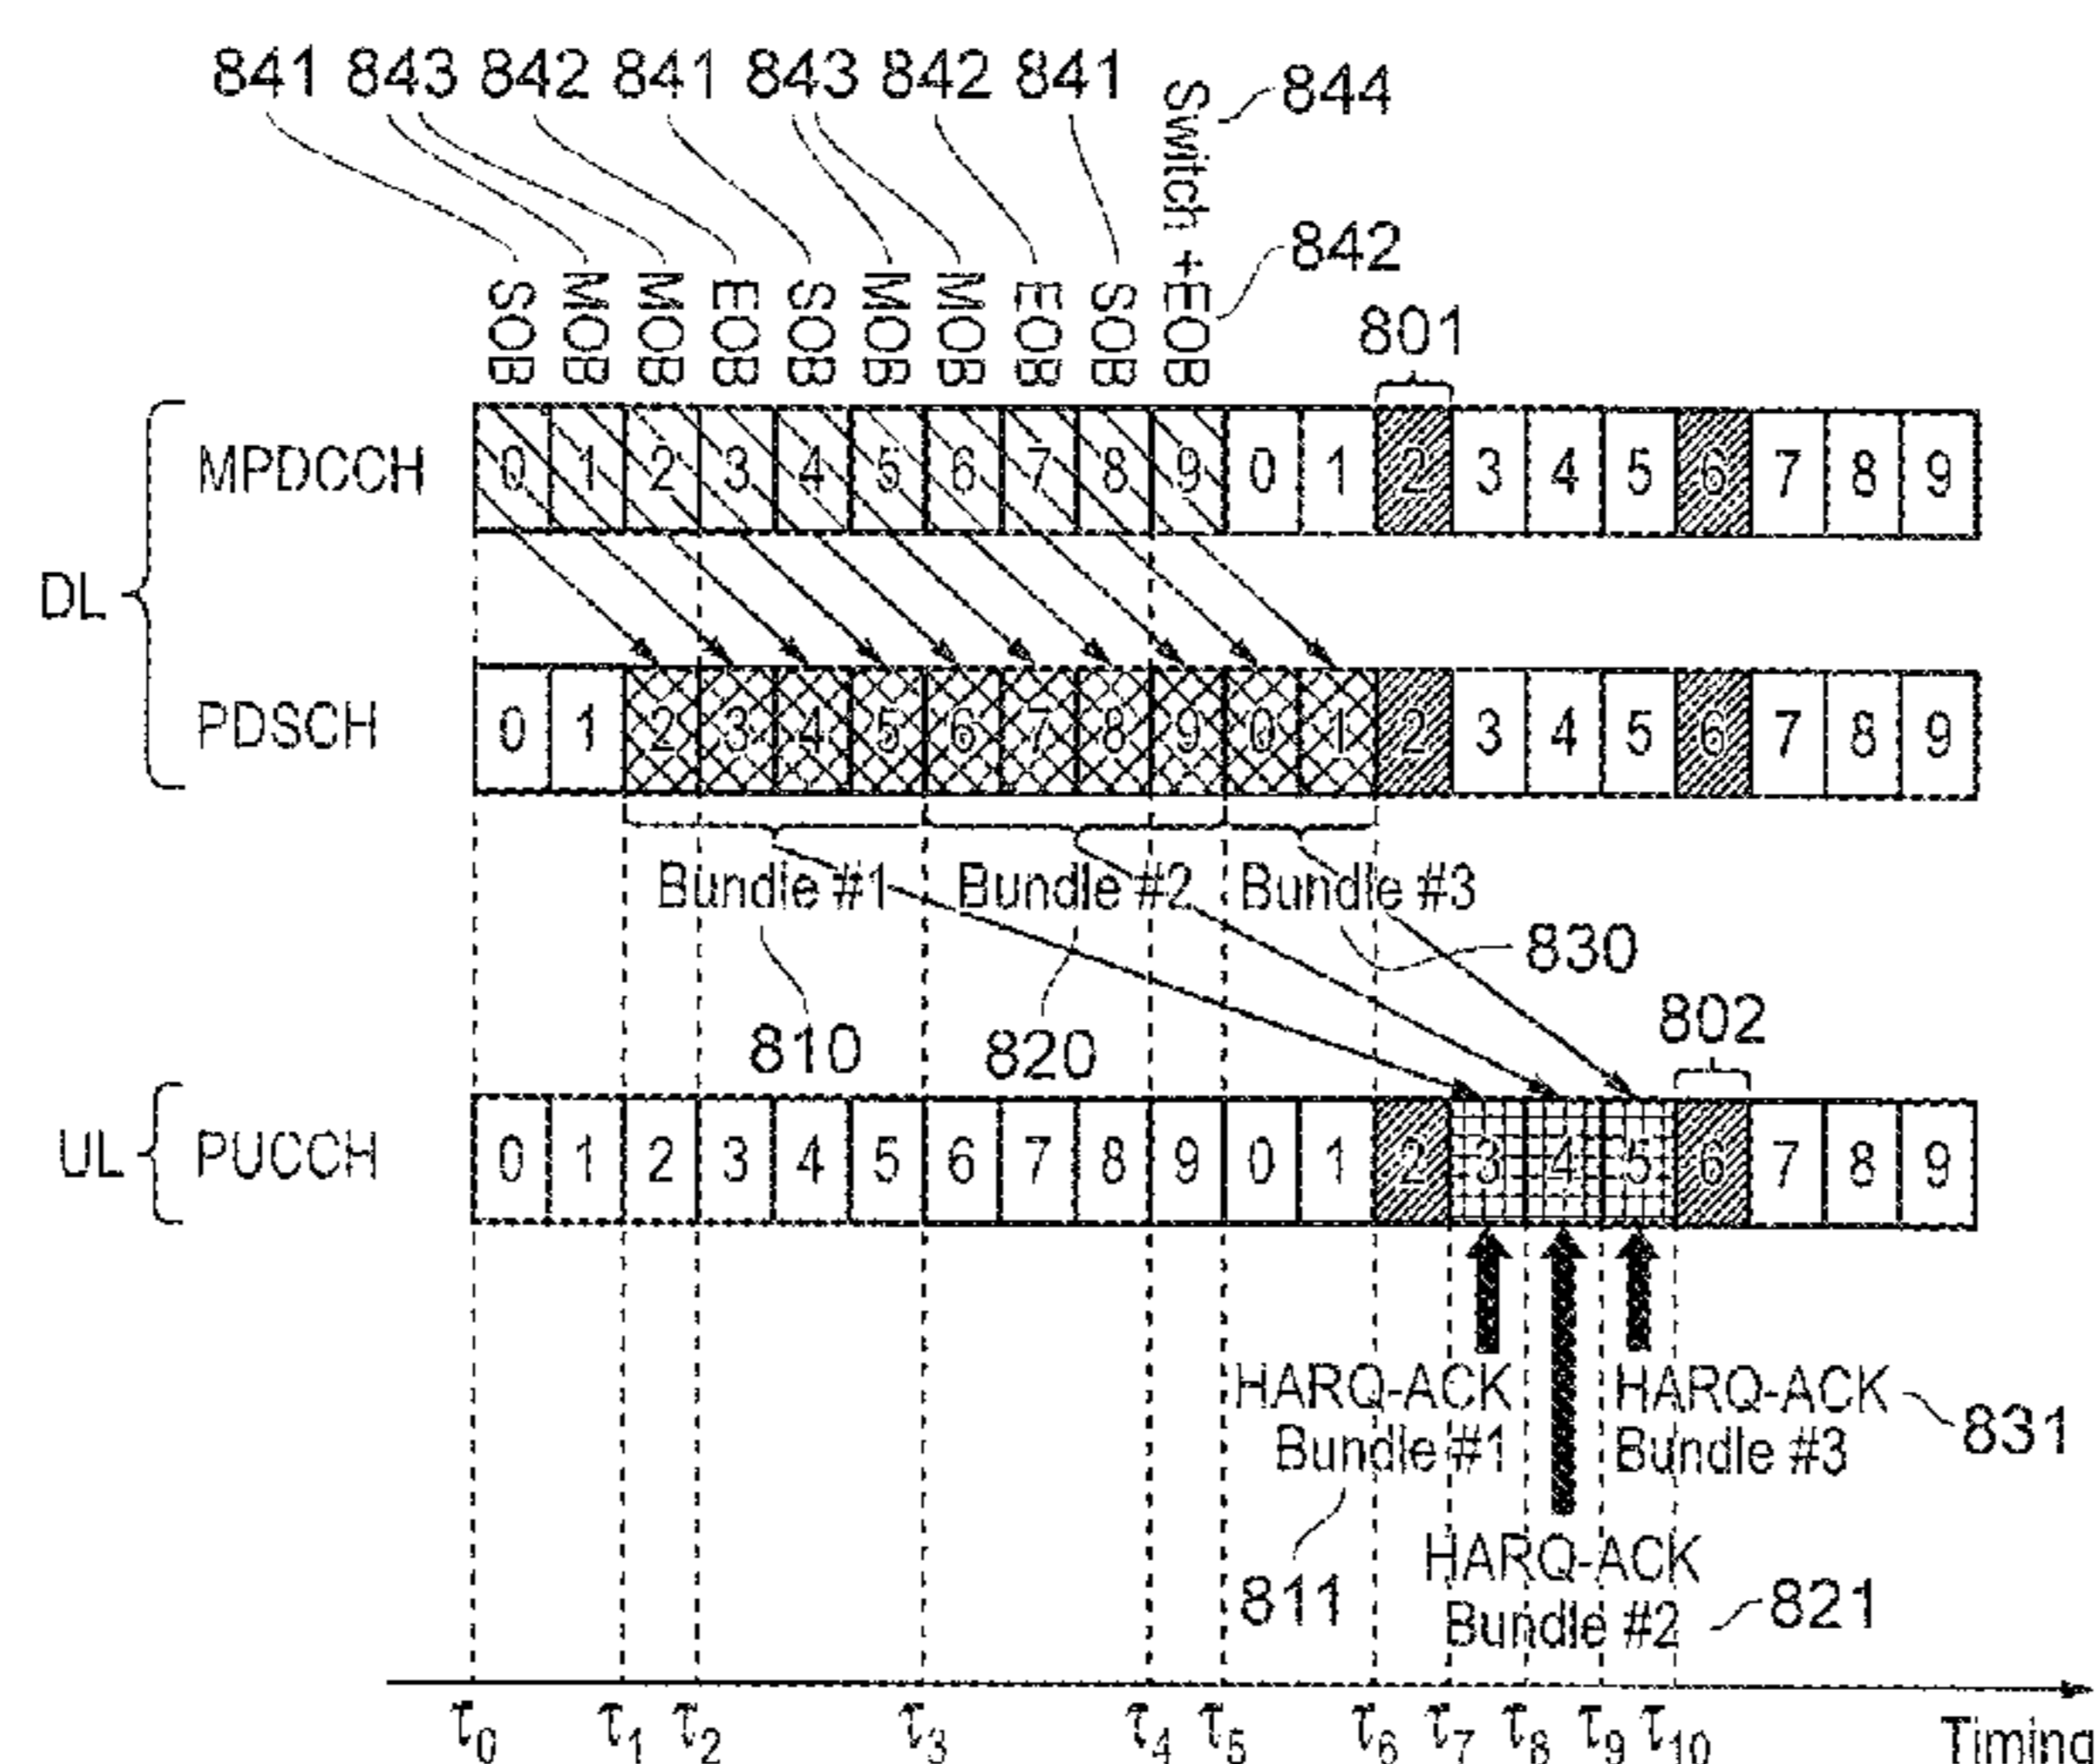 841 843 842 841 843 842 841
844
Switch +EOB
842
SOB MOB MOB EOB SOB MOB MOB EOB SOB
801
DL
MPDCCH 0 1 2 3 4 5 6 7 8 9 0 1 2 3 4 5 6 7 8 9
PDSCH 0 1 2 3 4 5 6 7 8 9 0 1 2 3 4 5 6 7 8 9
Bundle #1 Bundle #2 Bundle #3
830
810 820 802
UL PUCCH 0 1 2 3 4 5 6 7 8 9 0 1 2 3 4 5 6 7 8 9
HARQ-ACK
Bundle #1
811
HARQ-ACK
Bundle #3
831
HARQ-ACK
Bundle #2
821
τ0 τ1 τ2 τ3 τ4 τ5 τ6 τ7 τ8 τ9 τ10 Timing